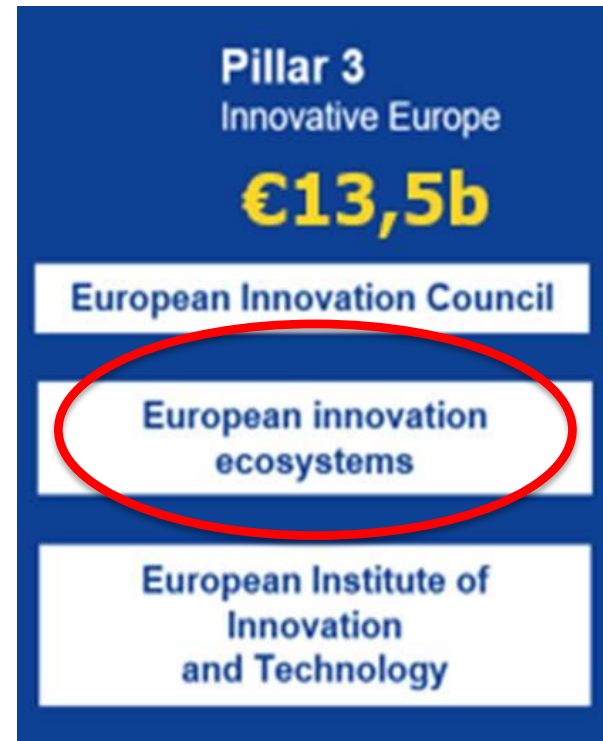 Pillar 3
Innovative Europe
€13,5b
European Innovation Council
European innovation
ecosystems
European Institute of
Innovation
and Technology